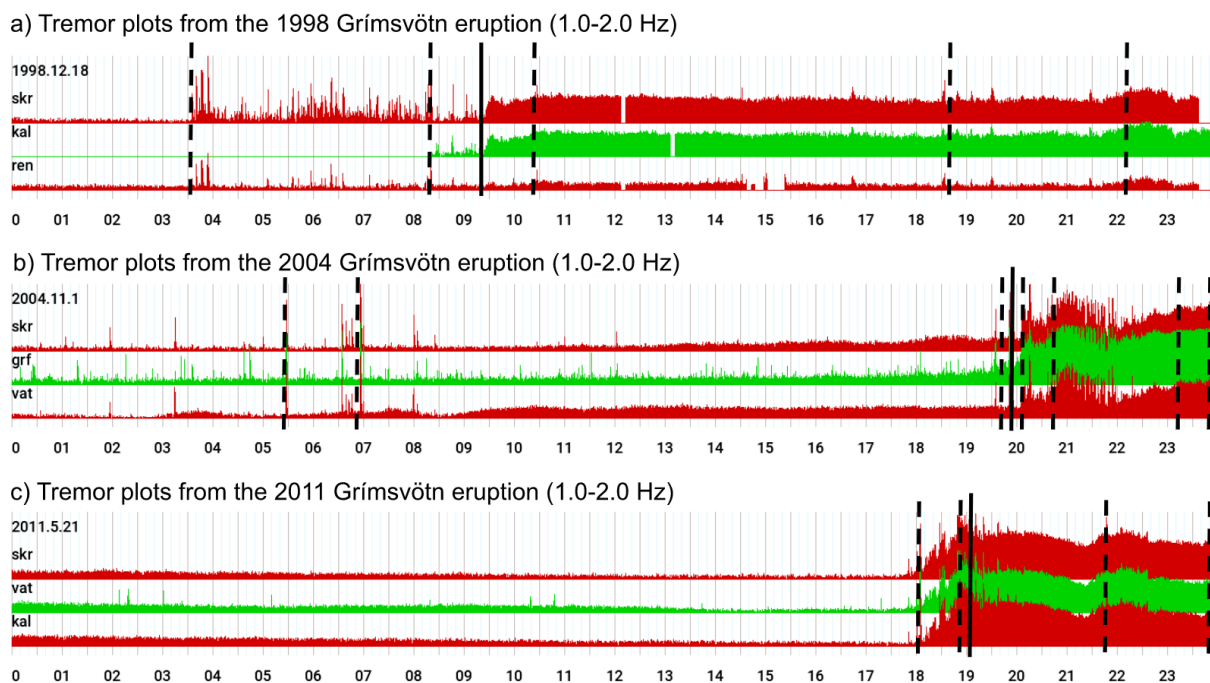 a) Tremor plots from the 1998 Grímsvötn eruption (1.0-2.0 Hz)
1998.12.18
skr
kal
ren
0 01 02 03 04 05 06 07 08 09 10 11 12 13 14 15 16 17 18 19 20 21 22 23
b) Tremor plots from the 2004 Grímsvötn eruption (1.0-2.0 Hz)
2004.11.1
skr
grf
vat
0 01 02 03 04 05 06 07 08 09 10 11 12 13 14 15 16 17 18 19 20 21 22 23
c) Tremor plots from the 2011 Grímsvötn eruption (1.0-2.0 Hz)
2011.5.21
skr
vat
kal
0 01 02 03 04 05 06 07 08 09 10 11 12 13 14 15 16 17 18 19 20 21 22 23